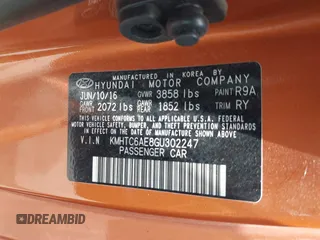 MANUFACTURED IN KOREA BY
HYUNDAI MOTOR COMPANY
JUN/10/16 GVWR 3858 lbs PAINT R9A
GAWR FRONT 2072 lbs GAWR REAR 1852 lbs TRIM RY
THIS VEHICLE CONFORMS TO ALL APPLICABLE U.S. FEDERAL
MOTOR VEHICLE SAFETY, BUMPER, AND THEFT PREVENTION
STANDARDS IN EFFECT ON THE DATE OF MANUFACTURE
SHOWN ABOVE.
V.I.N KMHTC6AE8GU302247
PASSENGER CAR
DREAMBID